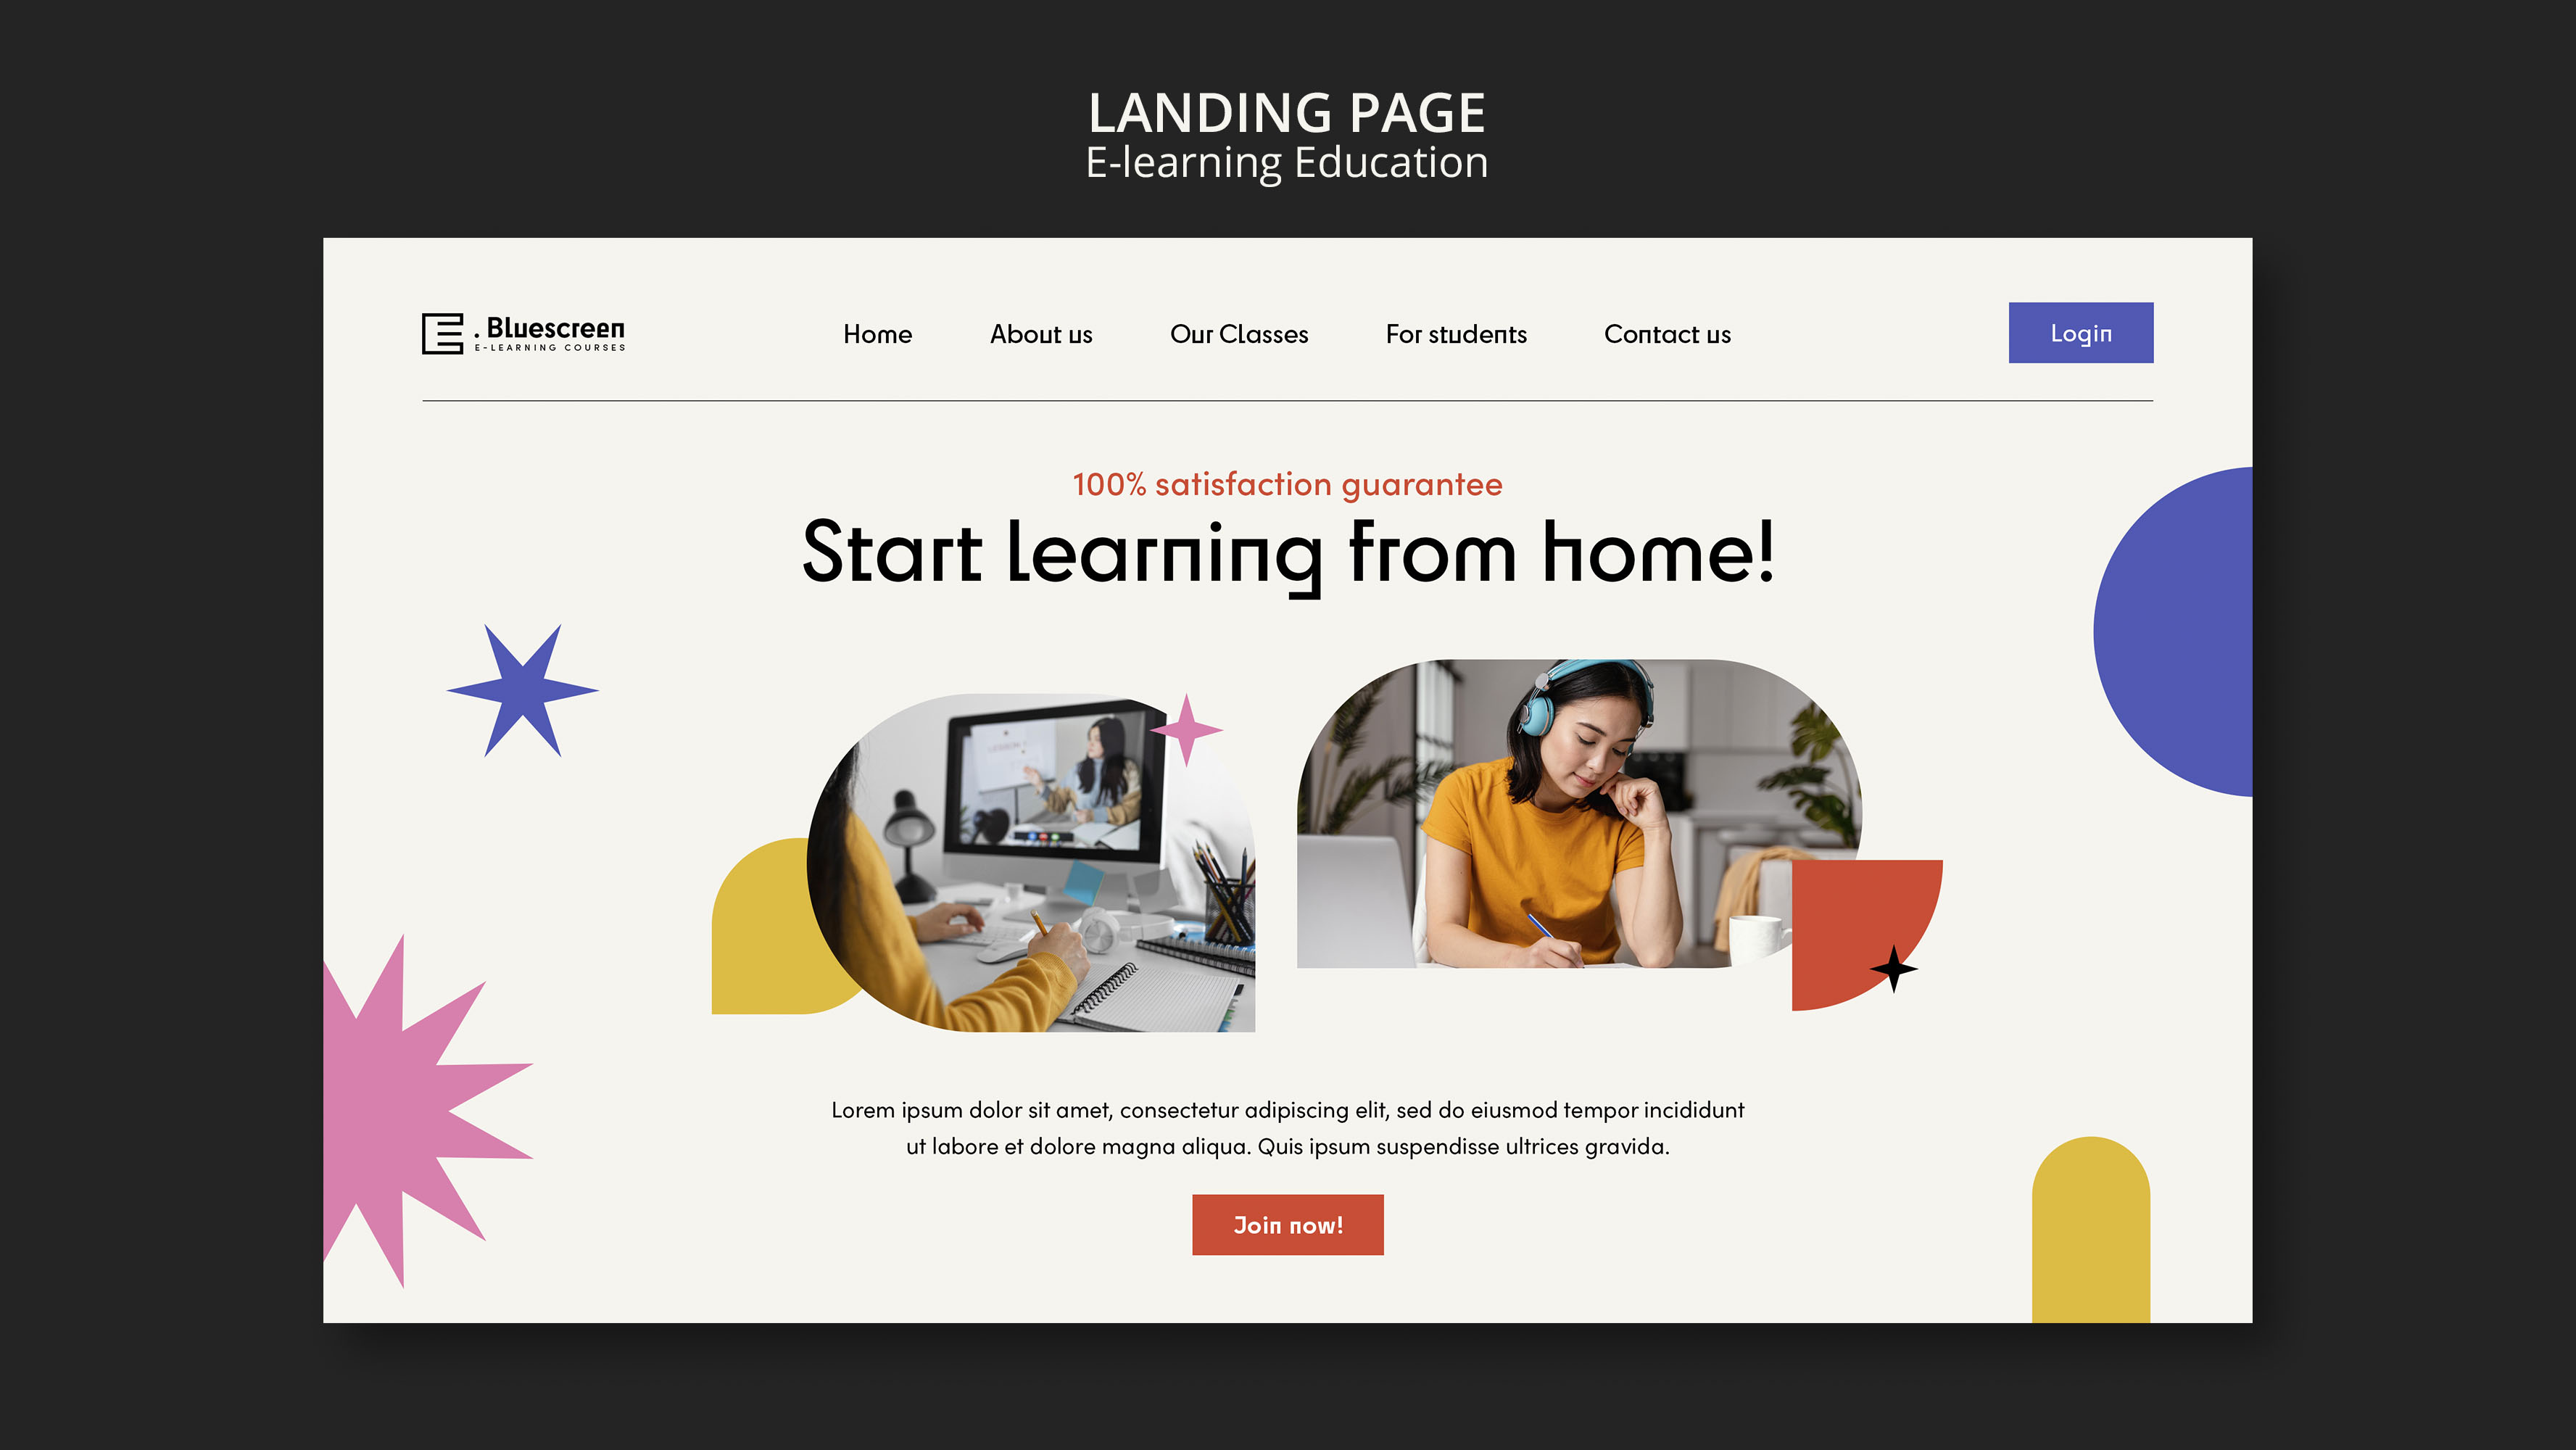 LANDING PAGE
E-learning Education
. Bluescreen
E-LEARNING COURSES
Home
About us
Our Classes
For students
Contact us
Login
100% satisfaction guarantee
Start learning from home!
LESSON
Lorem ipsum dolor sit amet, consectetur adipiscing elit, sed do eiusmod tempor incididunt
ut labore et dolore magna aliqua. Quis ipsum suspendisse ultrices gravida.
Join now!